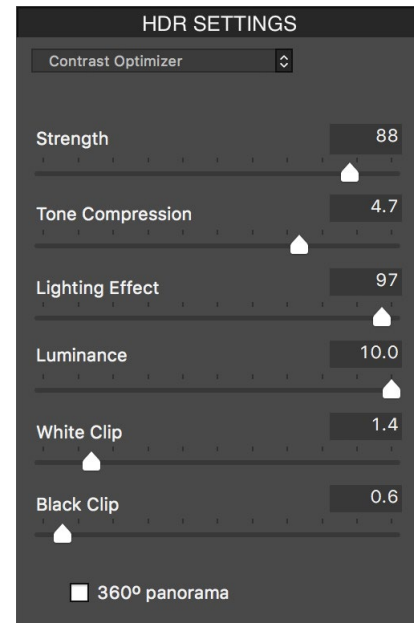 HDR SETTINGS
Contrast Optimizer
Strength 88
Tone Compression 4.7
Lighting Effect 97
Luminance 10.0
White Clip 1.4
Black Clip 0.6
360º panorama